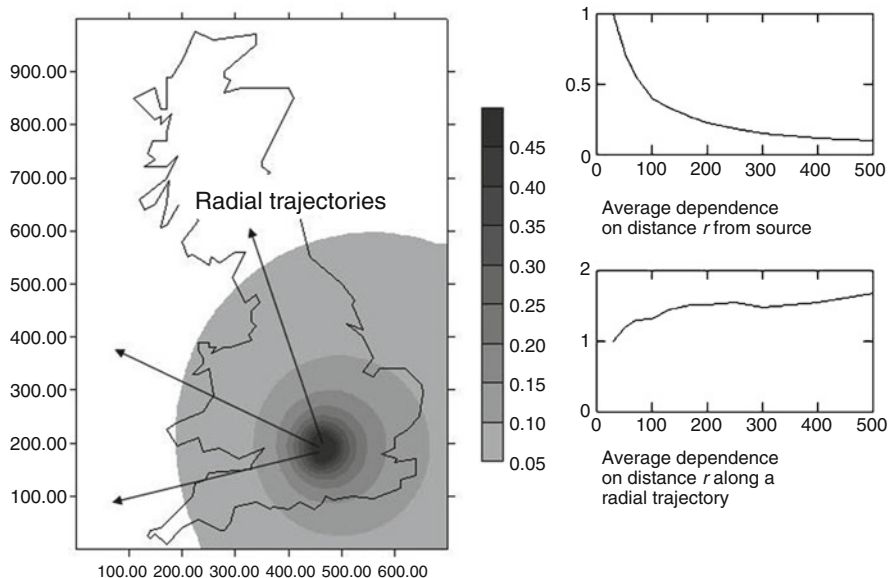 900.00
800.00
700.00
600.00
500.00
400.00
300.00
200.00
100.00
100.00 200.00 300.00 400.00 500.00 600.00
Radial trajectories
0.45
0.40
0.35
0.30
0.25
0.20
0.15
0.10
0.05
1
0.5
0
0 100 200 300 400 500
Average dependence
on distance r from source
2
1
0
0 100 200 300 400 500
Average dependence
on distance r along a
radial trajectory